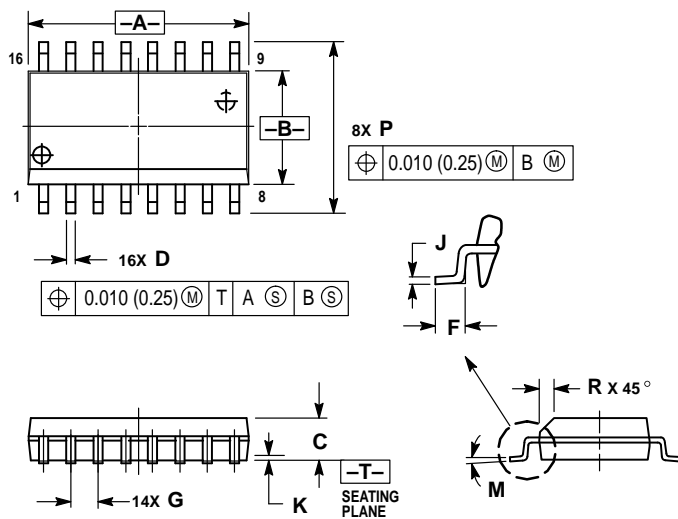 –A–
16
9
–B–
8X P
⌖ 0.010 (0.25) Ⓜ B Ⓜ
1
8
16X D
J
⌖ 0.010 (0.25) Ⓜ T A Ⓢ B Ⓢ
F
R X 45°
C
–T–
14X G
K
SEATING
PLANE
M